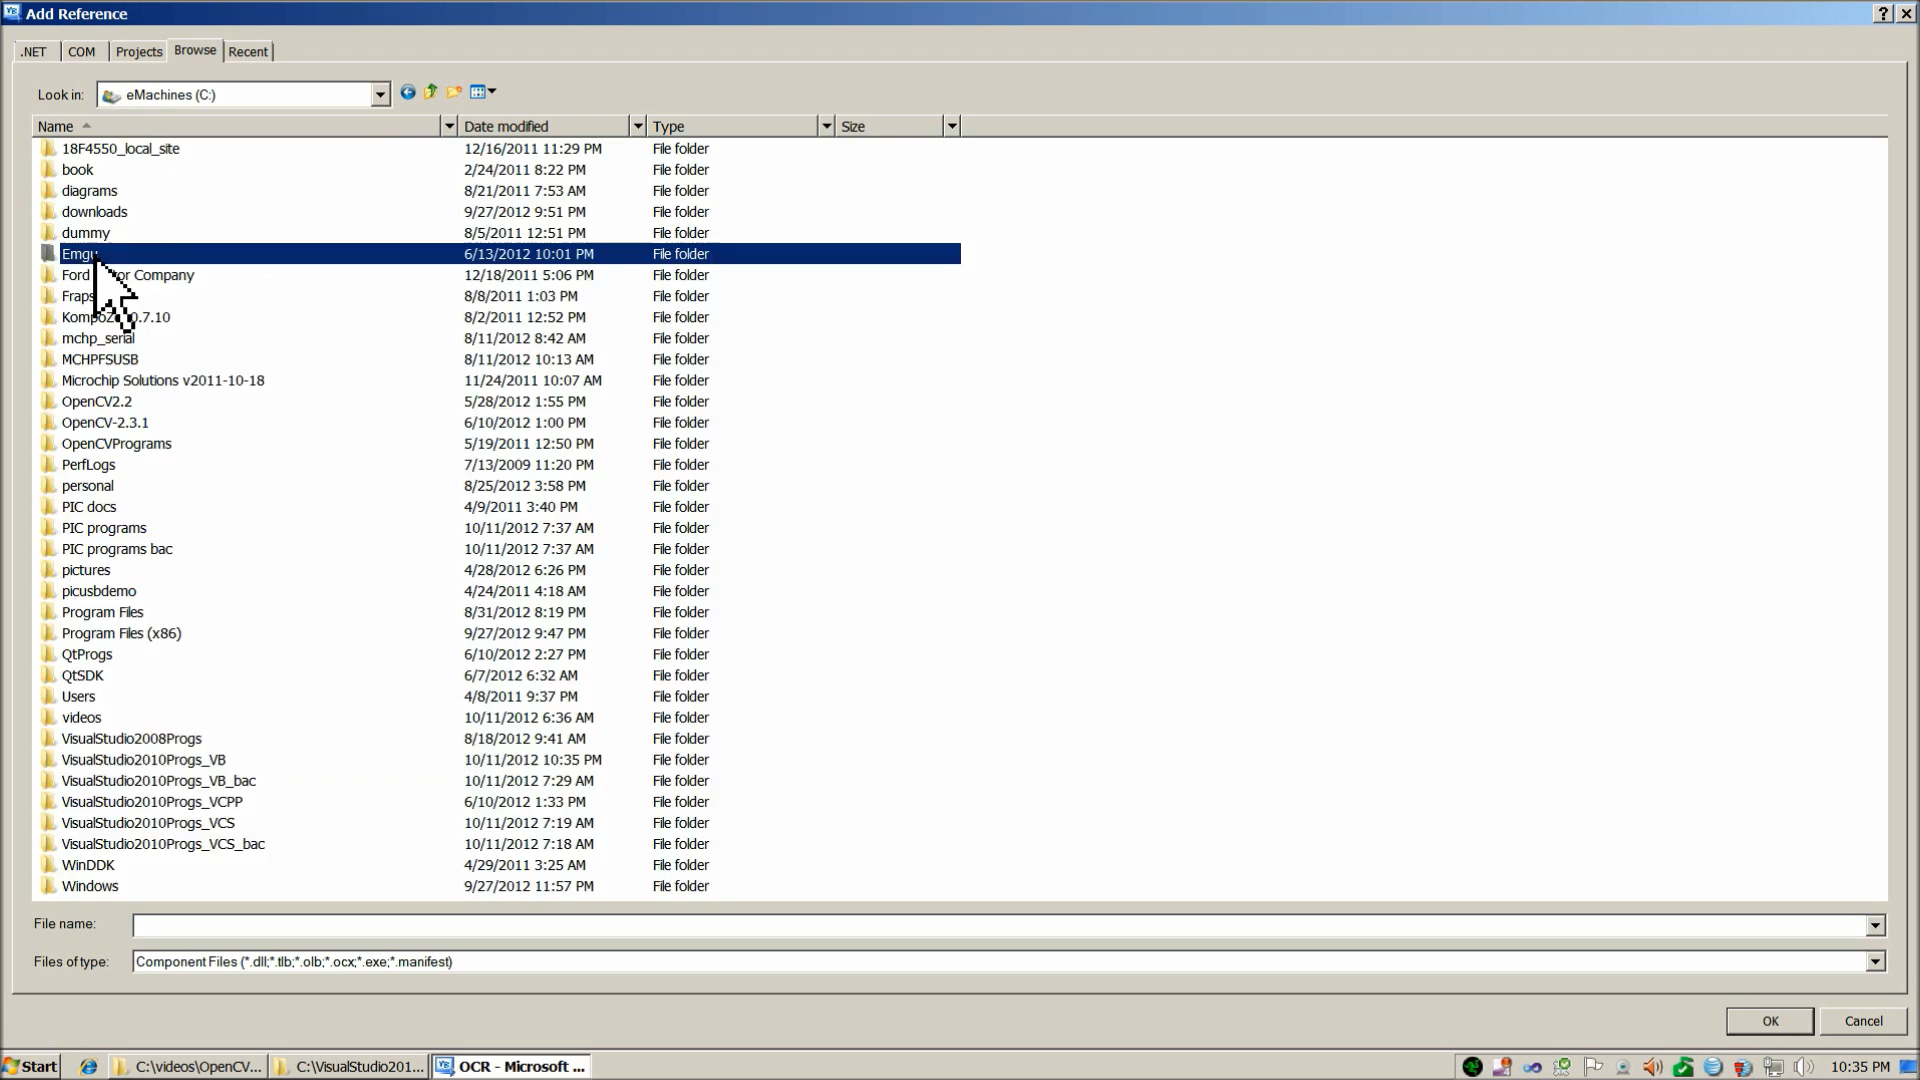 Add Reference
.NET COM Projects Browse Recent
Look in: eMachines (C:)
Name Date modified Type Size
18F4550_local_site 12/16/2011 11:29 PM File folder
book 2/24/2011 8:22 PM File folder
diagrams 8/21/2011 7:53 AM File folder
downloads 9/27/2012 9:51 PM File folder
dummy 8/5/2011 12:51 PM File folder
Emgu 6/13/2012 10:01 PM File folder
Ford Company 12/18/2011 5:06 PM File folder
Fraps 8/8/2011 1:03 PM File folder
8/2/2011 12:52 PM File folder
mchp_serial 8/11/2012 8:42 AM File folder
MCHPFSUSB 8/11/2012 10:13 AM File folder
Microchip Solutions v2011-10-18 11/24/2011 10:07 AM File folder
OpenCV2.2 5/28/2012 1:55 PM File folder
OpenCV-2.3.1 6/10/2012 1:00 PM File folder
OpenCVPrograms 5/19/2011 12:50 PM File folder
PerfLogs 7/13/2009 11:20 PM File folder
personal 8/25/2012 3:58 PM File folder
PIC docs 4/9/2011 3:40 PM File folder
PIC programs 10/11/2012 7:37 AM File folder
PIC programs bac 10/11/2012 7:37 AM File folder
pictures 4/28/2012 6:26 PM File folder
picusbdemo 4/24/2011 4:18 AM File folder
Program Files 8/31/2012 8:19 PM File folder
Program Files (x86) 9/27/2012 9:47 PM File folder
QtProgs 6/10/2012 2:27 PM File folder
QtSDK 6/7/2012 6:32 AM File folder
Users 4/8/2011 9:37 PM File folder
videos 10/11/2012 6:36 AM File folder
VisualStudio2008Progs 8/18/2012 9:41 AM File folder
VisualStudio2010Progs_VB 10/11/2012 10:35 PM File folder
VisualStudio2010Progs_VB_bac 10/11/2012 7:29 AM File folder
VisualStudio2010Progs_VCPP 6/10/2012 1:33 PM File folder
VisualStudio2010Progs_VCS 10/11/2012 7:19 AM File folder
VisualStudio2010Progs_VCS_bac 10/11/2012 7:18 AM File folder
WinDDK 4/29/2011 3:25 AM File folder
Windows 9/27/2012 11:57 PM File folder
File name:
Files of type: Component Files (*.dll;*.tlb;*.olb;*.ocx;*.exe;*.manifest)
OK Cancel
Start C:\videos\OpenCV... C:\VisualStudio201... OCR - Microsoft ... 10:35 PM